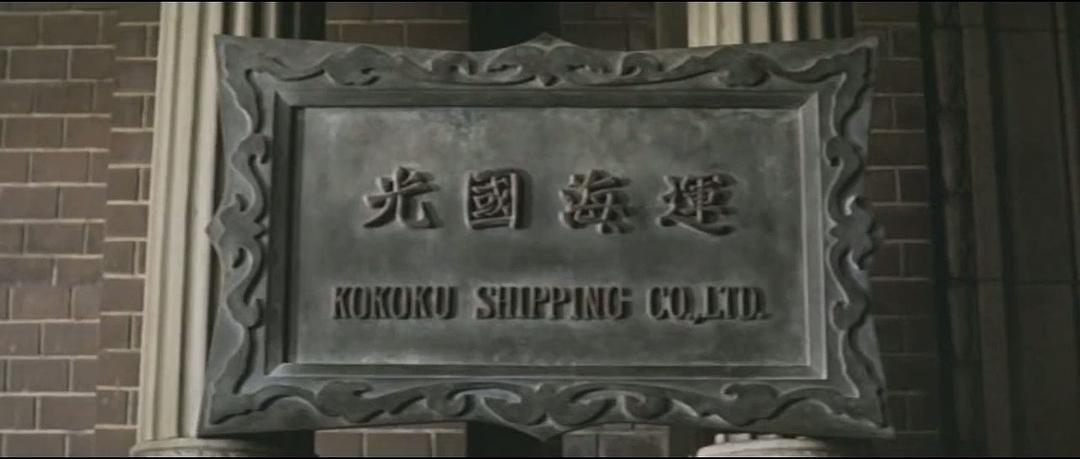 光國海運
KOKOKU SHIPPING CO.,LTD.